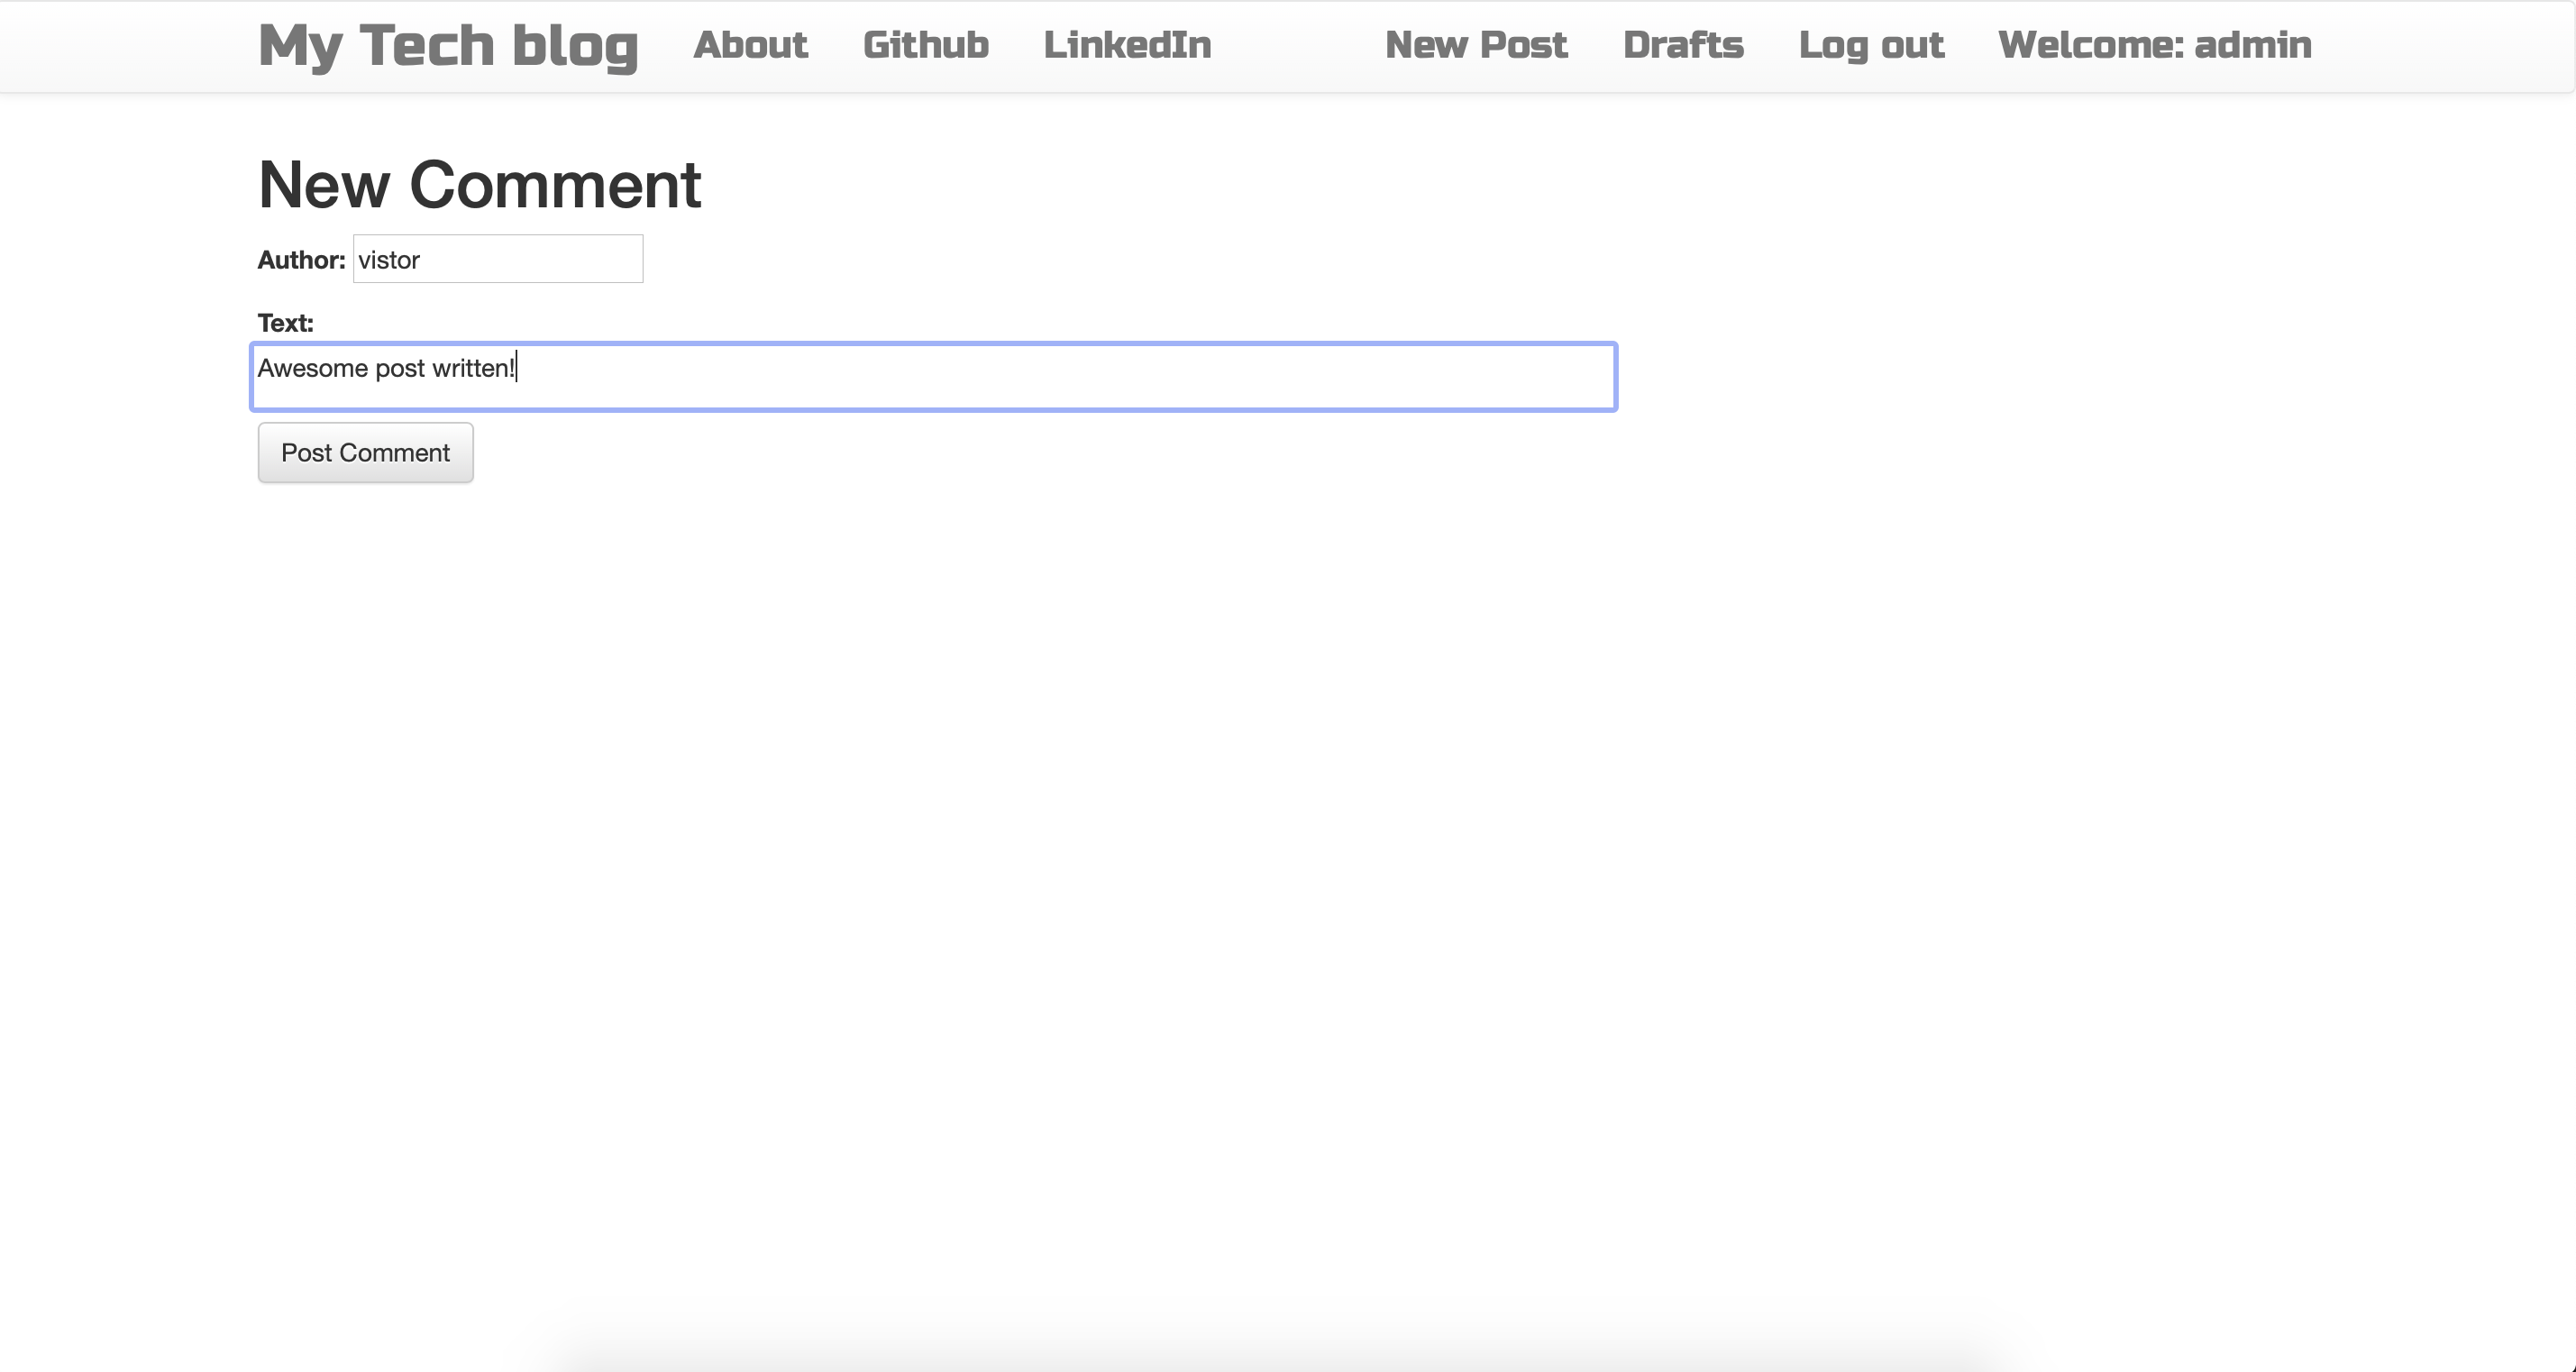 My Tech blog About Github LinkedIn New Post Drafts Log out Welcome: admin
New Comment
Author: vistor
Text:
Awesome post written!
Post Comment